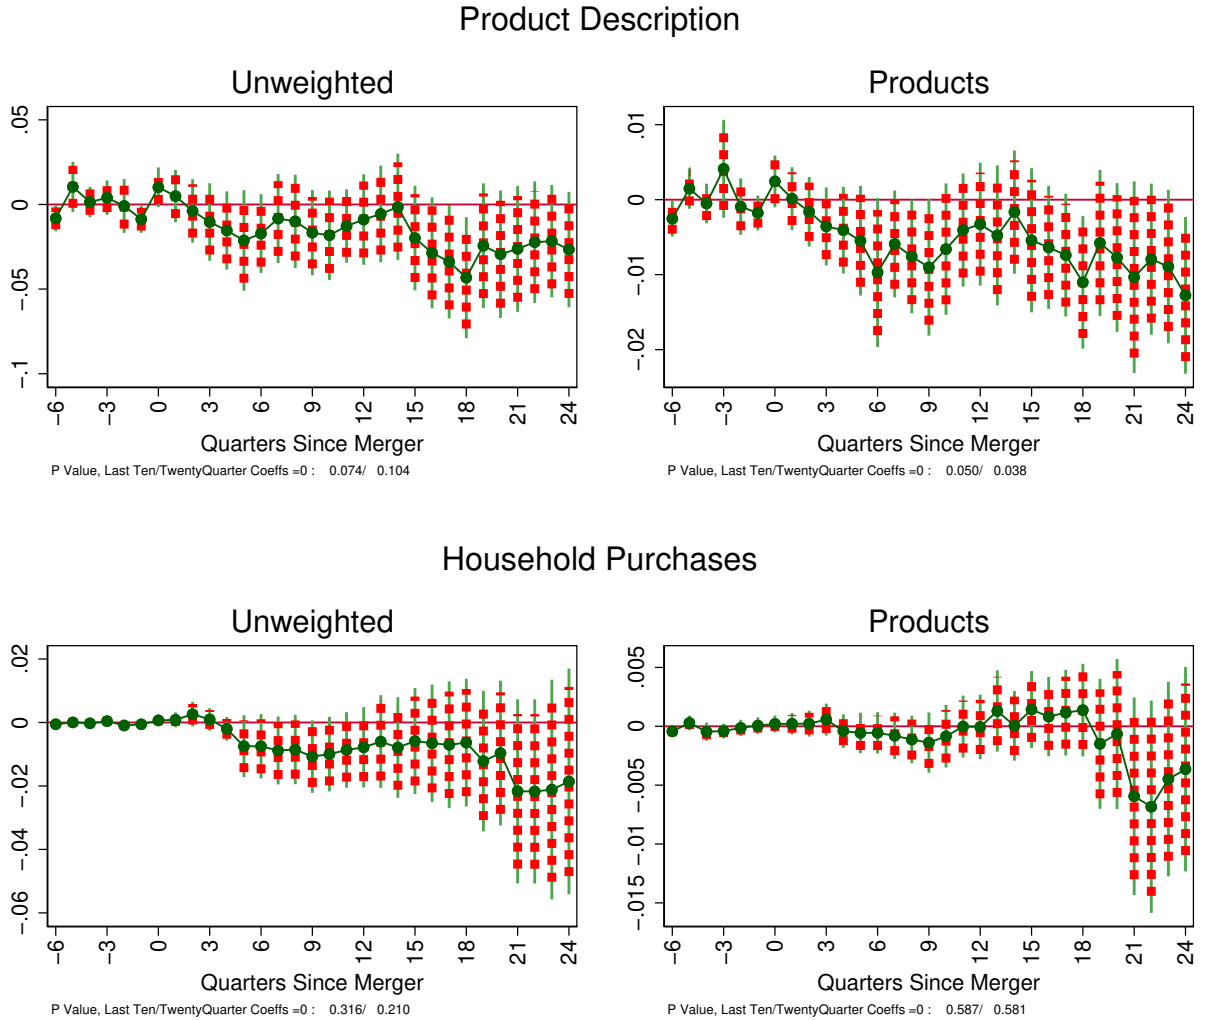 Product Description
Unweighted
Products
.05
0
−.05
−.1
−6 −3 0 3 6 9 12 15 18 21 24
Quarters Since Merger
P Value, Last Ten/TwentyQuarter Coeffs =0 : 0.074/ 0.104
.01
0
−.01
−.02
−6 −3 0 3 6 9 12 15 18 21 24
Quarters Since Merger
P Value, Last Ten/TwentyQuarter Coeffs =0 : 0.050/ 0.038
Household Purchases
Unweighted
Products
.02
0
−.02
−.04
−.06
−6 −3 0 3 6 9 12 15 18 21 24
Quarters Since Merger
P Value, Last Ten/TwentyQuarter Coeffs =0 : 0.316/ 0.210
.005
0
−.005
−.01
−.015
−6 −3 0 3 6 9 12 15 18 21 24
Quarters Since Merger
P Value, Last Ten/TwentyQuarter Coeffs =0 : 0.587/ 0.581